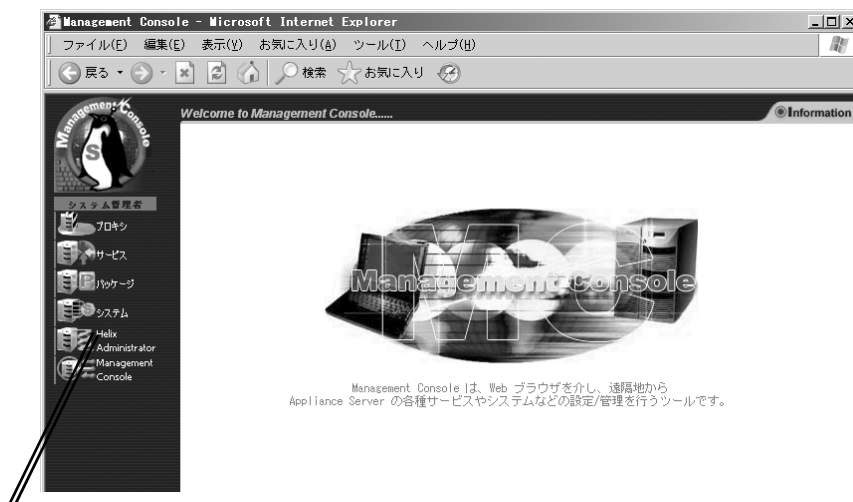 Management Console - Microsoft Internet Explorer
ファイル(F) 編集(E) 表示(V) お気に入り(A) ツール(T) ヘルプ(H)
戻る 検索 お気に入り
Management Console
S
Welcome to Management Console......
Information
システム管理者
プロキシ
サービス
パッケージ
システム
Helix
Administrator
Management
Console
MC
Management Console
Management Console は、Web ブラウザを介し、遠隔地から
Appliance Server の各種サービスやシステムなどの設定/管理を行うツールです。